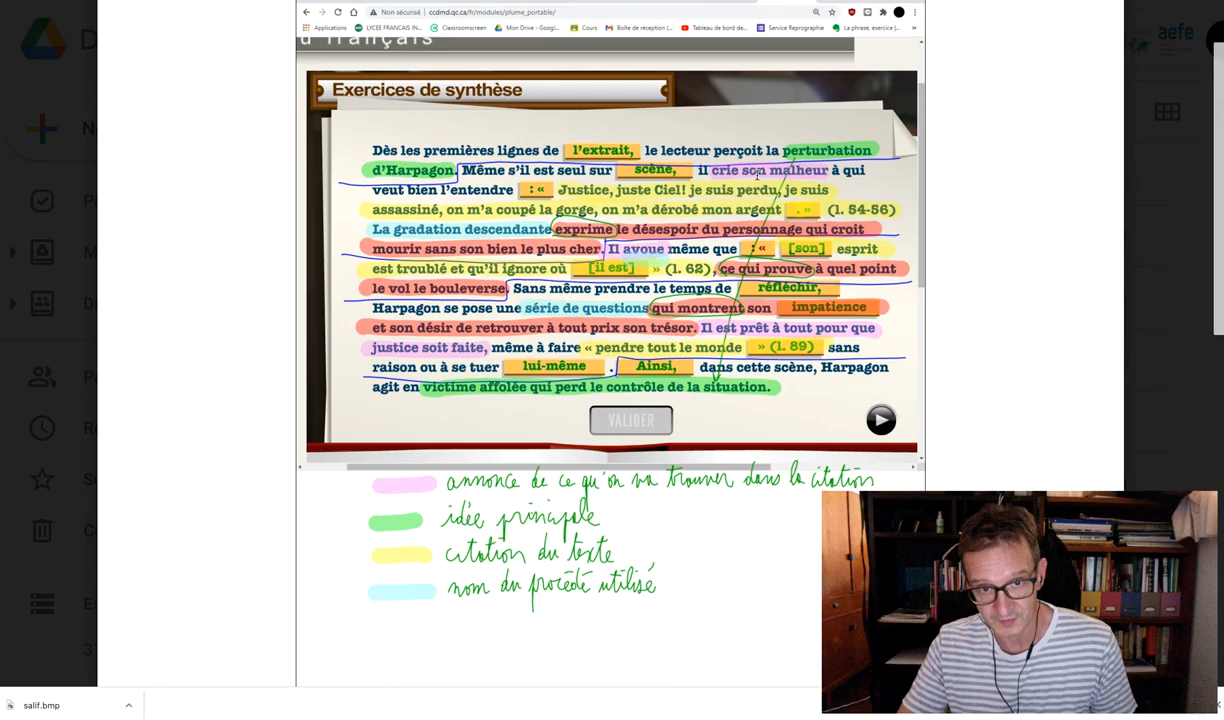 Non sécurisé | ccdmd.qc.ca/fr/modules/plume_portable/
Applications LYCEE FRANCAIS IN... Classroomscreen Mon Drive - Googl... Cours Boîte de réception (... Tableau de bord de... Service Reprographie La phrase, exercice |...
u français
aefe
Exercices de synthèse
Dès les premières lignes de l'extrait, le lecteur perçoit la perturbation
d'Harpagon. Même s'il est seul sur scène, il crie son malheur à qui
veut bien l'entendre : « Justice, juste Ciel! je suis perdu, je suis
assassiné, on m'a coupé la gorge, on m'a dérobé mon argent . » (l. 54-56)
La gradation descendante exprime le désespoir du personnage qui croit
mourir sans son bien le plus cher. Il avoue même que : « [son] esprit
est troublé et qu'il ignore où [il est] » (l. 62), ce qui prouve à quel point
le vol le bouleverse. Sans même prendre le temps de réfléchir,
Harpagon se pose une série de questions qui montrent son impatience
et son désir de retrouver à tout prix son trésor. Il est prêt à tout pour que
justice soit faite, même à faire « pendre tout le monde » (l. 89) sans
raison ou à se tuer lui-même . Ainsi, dans cette scène, Harpagon
agit en victime affolée qui perd le contrôle de la situation.
VALIDER
annonce de ce qu'on va trouver dans la citation
idée principale
citation du texte
nom du procédé utilisé
salif.bmp